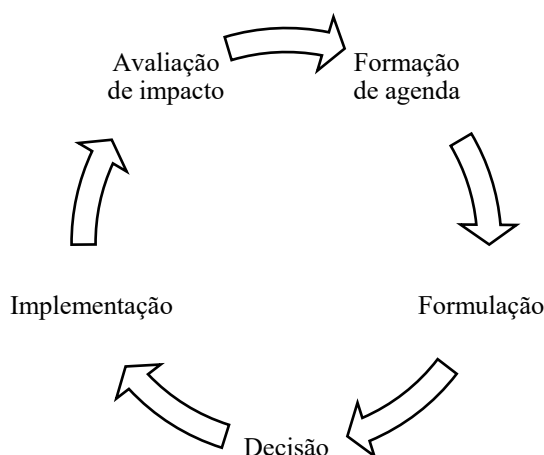 Avaliação
de impacto
Formação
de agenda
Implementação
Formulação
Decisão